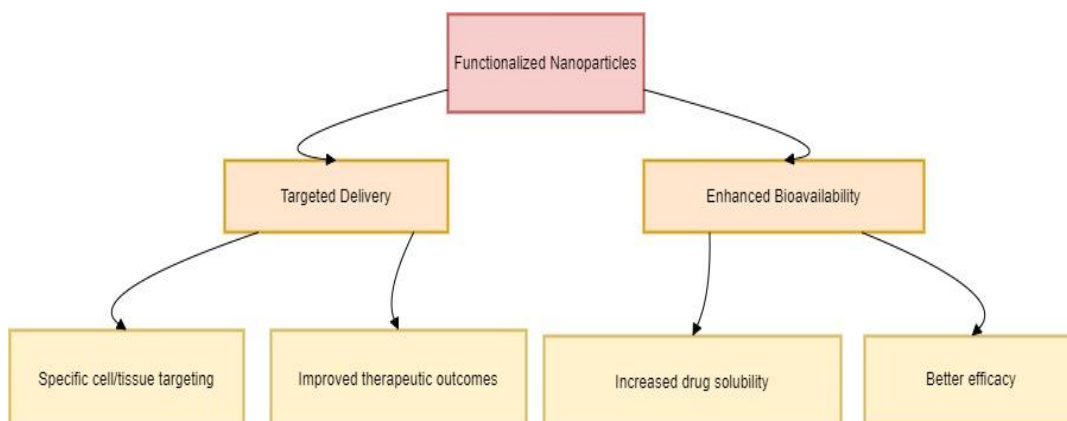 Functionalized Nanoparticles
Targeted Delivery
Enhanced Bioavailability
Specific cell/tissue targeting
Improved therapeutic outcomes
Increased drug solubility
Better efficacy